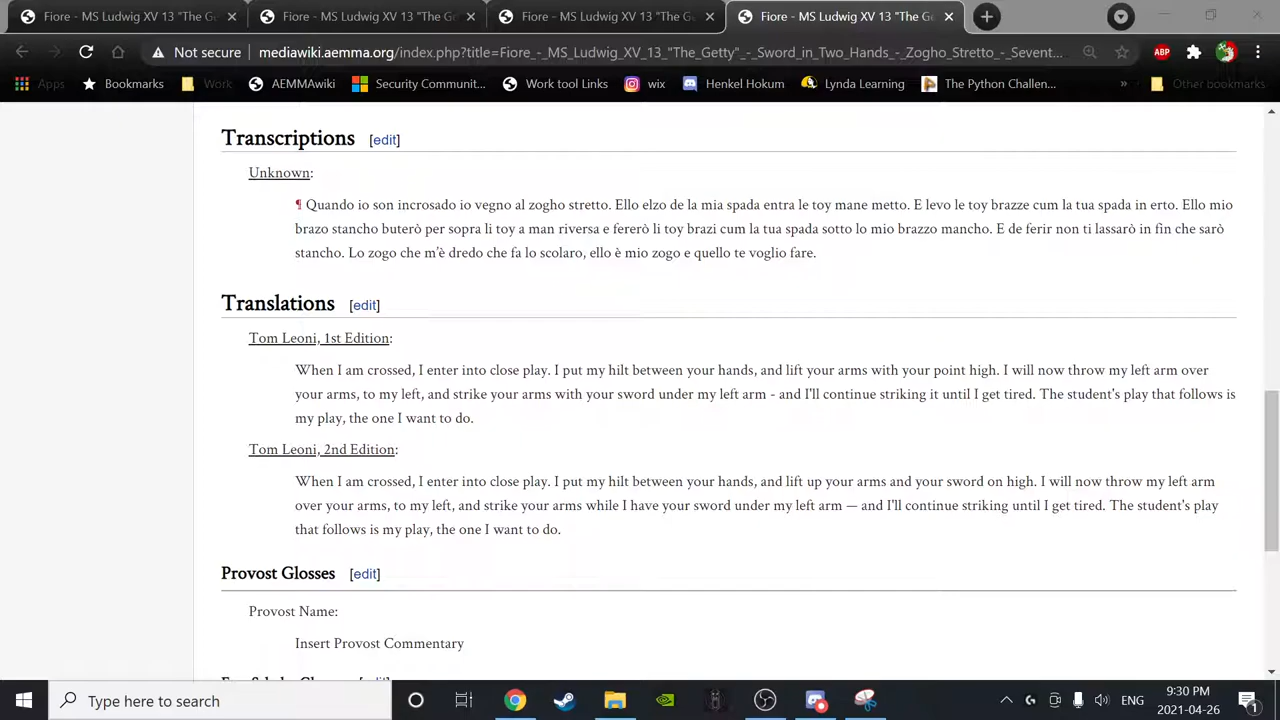 Fiore - MS Ludwig XV 13 "The Ge
Fiore - MS Ludwig XV 13 "The Ge
Fiore - MS Ludwig XV 13 "The Ge
Fiore - MS Ludwig XV 13 "The Ge
Not secure
mediawiki.aemma.org/index.php?title=Fiore_-_MS_Ludwig_XV_13_"The_Getty"_-_Sword_in_Two_Hands_-_Zogho_Stretto_-_Sevent...
ABP
Apps
Bookmarks
Work
AEMMAwiki
Security Communit...
Work tool Links
wix
Henkel Hokum
Lynda Learning
The Python Challen...
»
Other bookmarks
Transcriptions [edit]
Unknown:
¶ Quando io son incrosado io vegno al zogho stretto. Ello elzo de la mia spada entra le toy mane metto. E levo le toy brazze cum la tua spada in erto. Ello mio
brazo stancho buterò per sopra li toy a man riversa e fererò li toy brazi cum la tua spada sotto lo mio brazzo mancho. E de ferir non ti lassarò in fin che sarò
stancho. Lo zogo che m'è dredo che fa lo scolaro, ello è mio zogo e quello te voglio fare.
Translations [edit]
Tom Leoni, 1st Edition:
When I am crossed, I enter into close play. I put my hilt between your hands, and lift your arms with your point high. I will now throw my left arm over
your arms, to my left, and strike your arms with your sword under my left arm - and I'll continue striking it until I get tired. The student's play that follows is
my play, the one I want to do.
Tom Leoni, 2nd Edition:
When I am crossed, I enter into close play. I put my hilt between your hands, and lift up your arms and your sword on high. I will now throw my left arm
over your arms, to my left, and strike your arms while I have your sword under my left arm — and I'll continue striking until I get tired. The student's play
that follows is my play, the one I want to do.
Provost Glosses [edit]
Provost Name:
Insert Provost Commentary
Type here to search
ENG
9:30 PM
2021-04-26
1